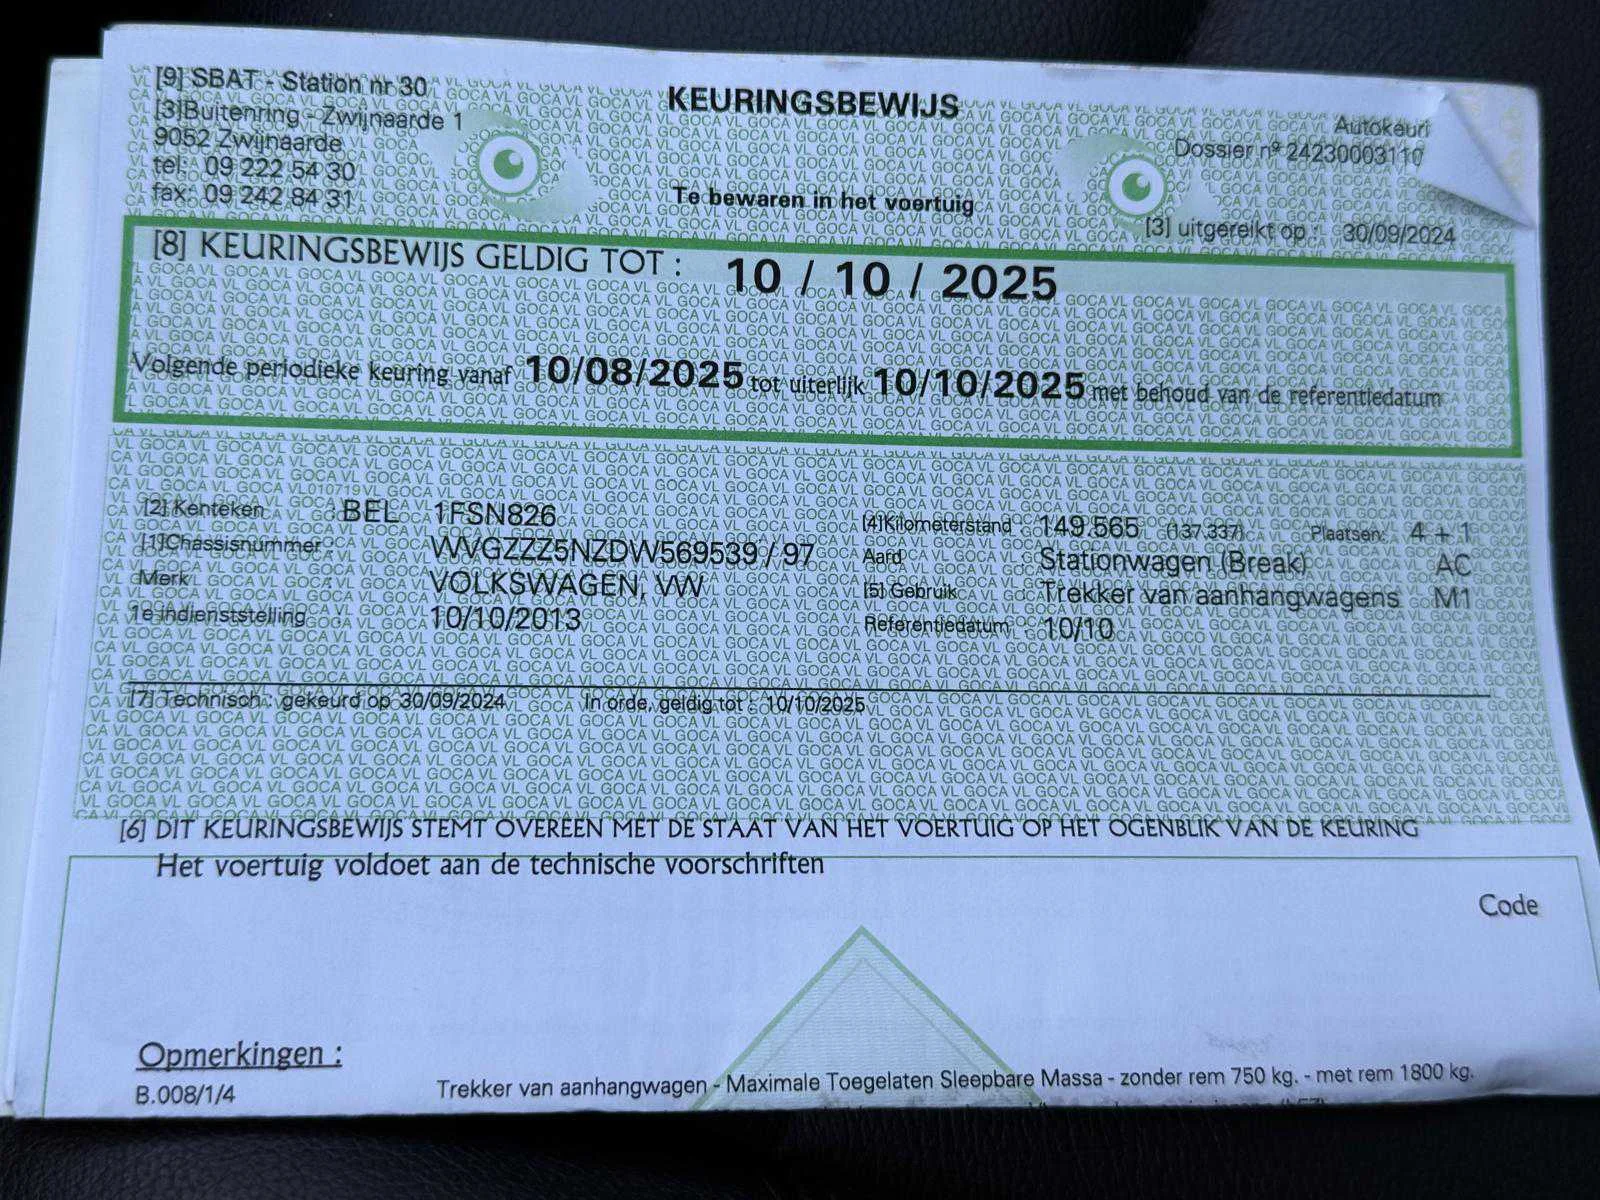 [9] SBAT - Station nr 30
KEURINGSBEWIJS
[3]Buitenring - Zwijnaarde 1
Autokeuri
9052 Zwijnaarde
Dossier nº 24230003110
tel: 09 222 54 30
fax: 09 242 84 31
Te bewaren in het voertuig
[3] uitgereikt op : 30/09/2024
[8] KEURINGSBEWIJS GELDIG TOT : 10 / 10 / 2025
Volgende periodieke keuring vanaf 10/08/2025 tot uiterlijk 10/10/2025 met behoud van de referentiedatum
[2] Kenteken : BEL 1FSN826
[4]Kilometerstand 149.565 (137.337) Plaatsen: 4 + 1
[1]Chassisnummer : WVGZZZ5NZDW569539 / 97
Aard Stationwagen (Break) AC
Merk : VOLKSWAGEN, VW
[5] Gebruik Trekker van aanhangwagens M1
1e indienststelling : 10/10/2013
Referentiedatum : 10/10
[7] Technisch : gekeurd op 30/09/2024 In orde, geldig tot : 10/10/2025
[6] DIT KEURINGSBEWIJS STEMT OVEREEN MET DE STAAT VAN HET VOERTUIG OP HET OGENBLIK VAN DE KEURING
Het voertuig voldoet aan de technische voorschriften
Code
Opmerkingen :
B.008/1/4 Trekker van aanhangwagen - Maximale Toegelaten Sleepbare Massa - zonder rem 750 kg. - met rem 1800 kg.